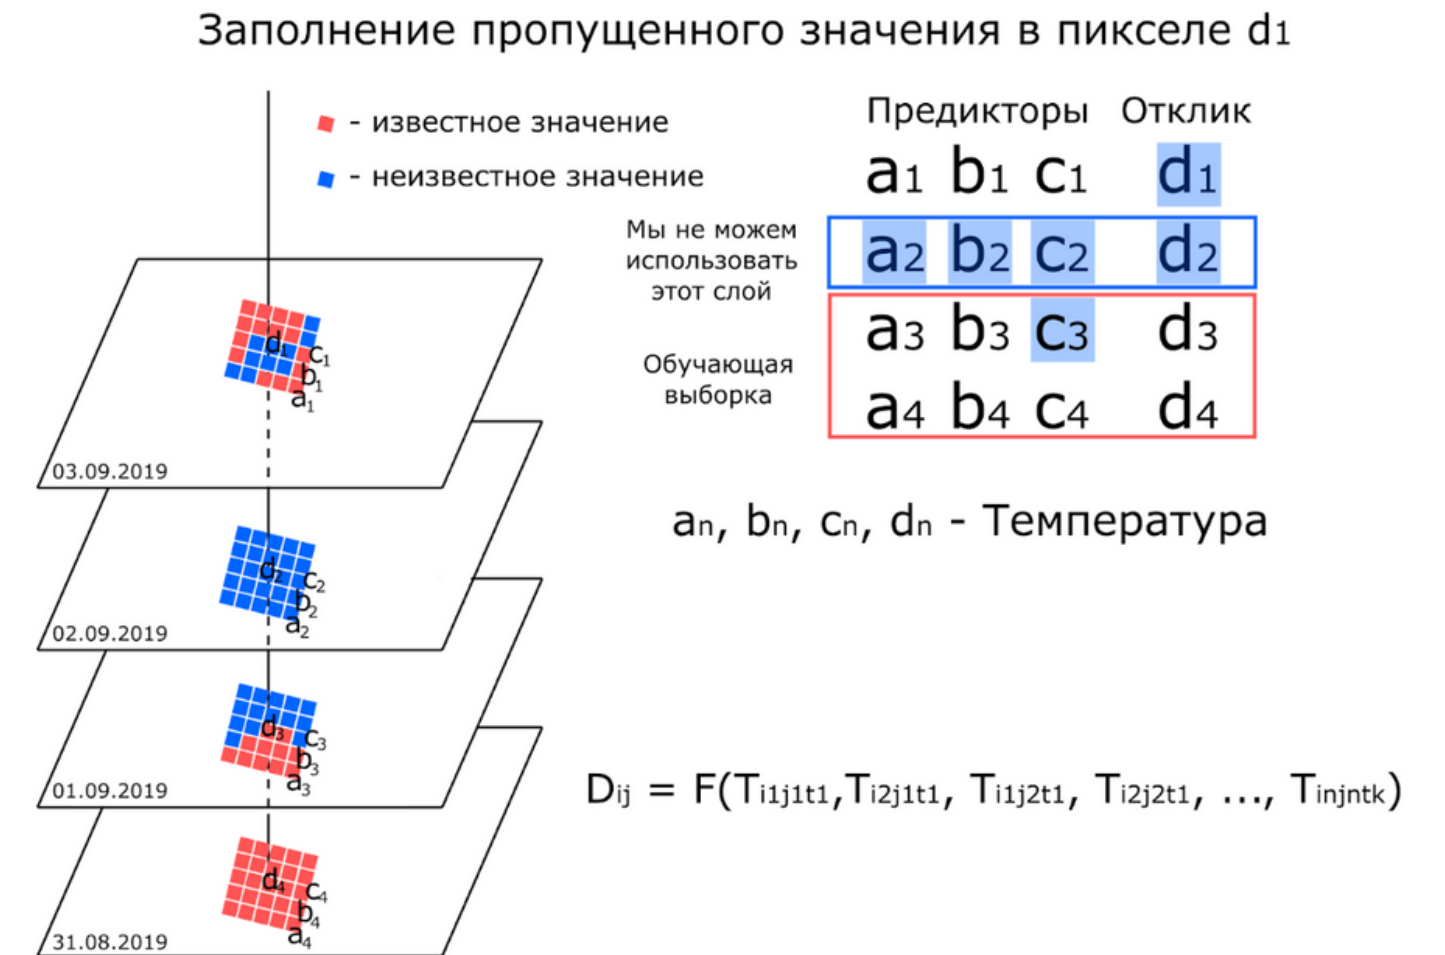 Заполнение пропущенного значения в пикселе d1
- известное значение
- неизвестное значение
Предикторы Отклик
a1 b1 c1 d1
Мы не можем
использовать
этот слой
a2 b2 c2 d2
Обучающая
выборка
a3 b3 c3 d3
a4 b4 c4 d4
an, bn, cn, dn - Температура
Dij = F(Ti1j1t1,Ti2j1t1, Ti1j2t1, Ti2j2t1, ..., Tinjntk)
d1
c1
b1
a1
03.09.2019
d2
c2
b2
a2
02.09.2019
d3
c3
b3
a3
01.09.2019
d4
c4
b4
a4
31.08.2019